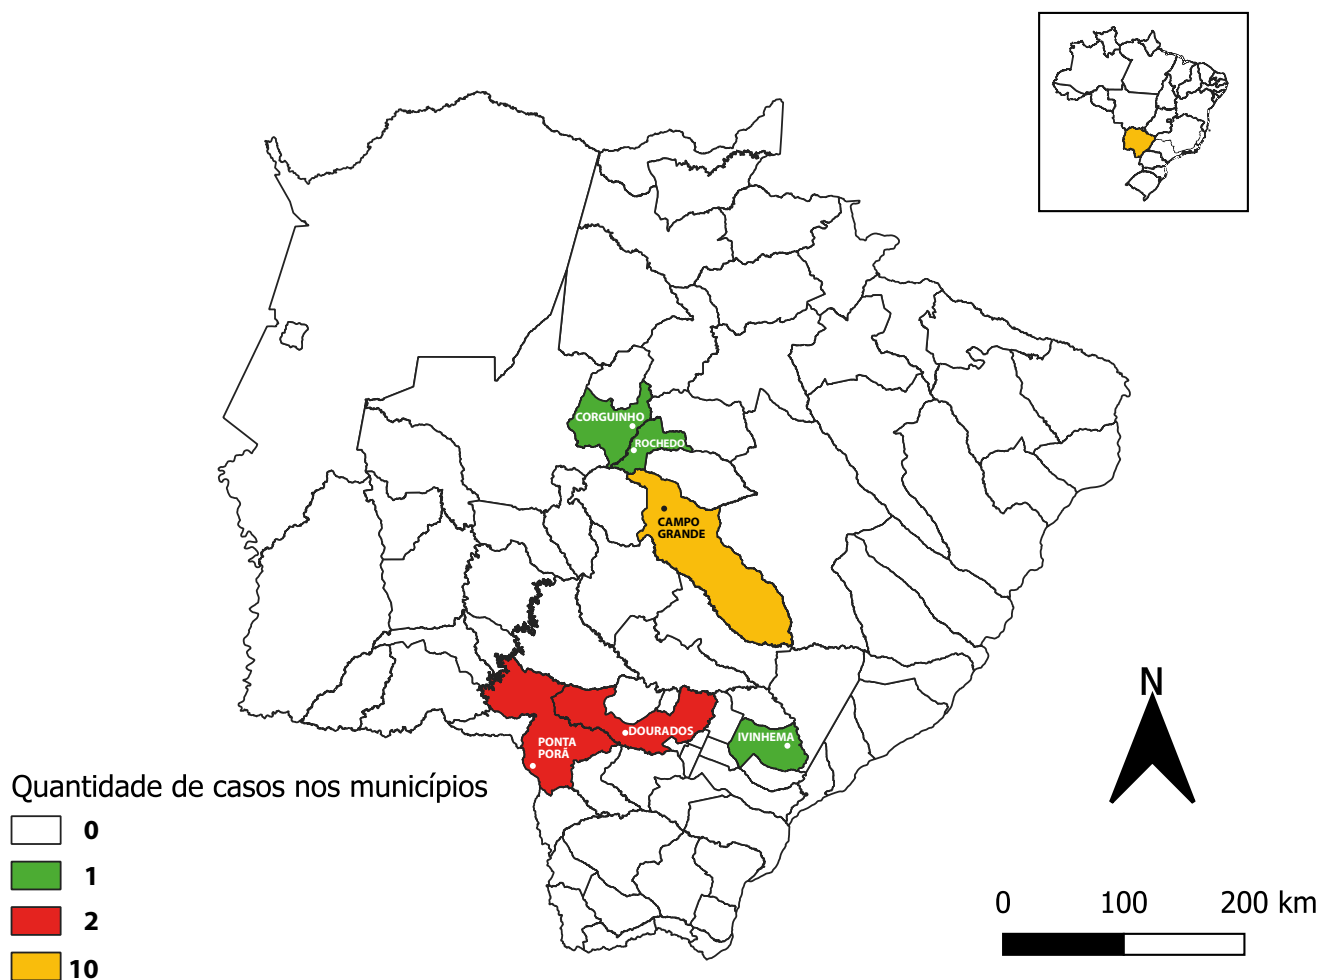 CORGUINHO
ROCHEDO
CAMPO
GRANDE
DOURADOS
IVINHEMA
PONTA
PORÃ
N
Quantidade de casos nos municípios
0
1
2
10
0 100 200 km